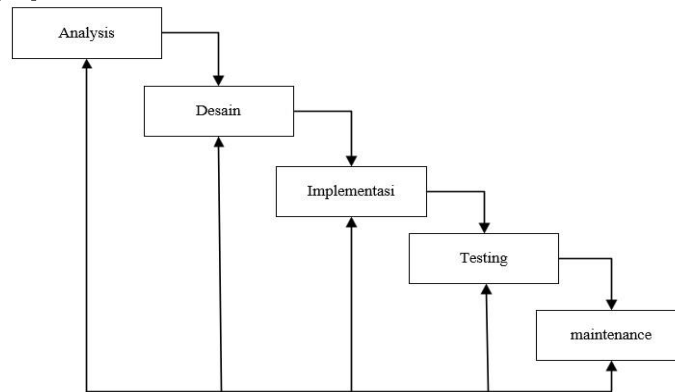 Analysis
Desain
Implementasi
Testing
maintenance